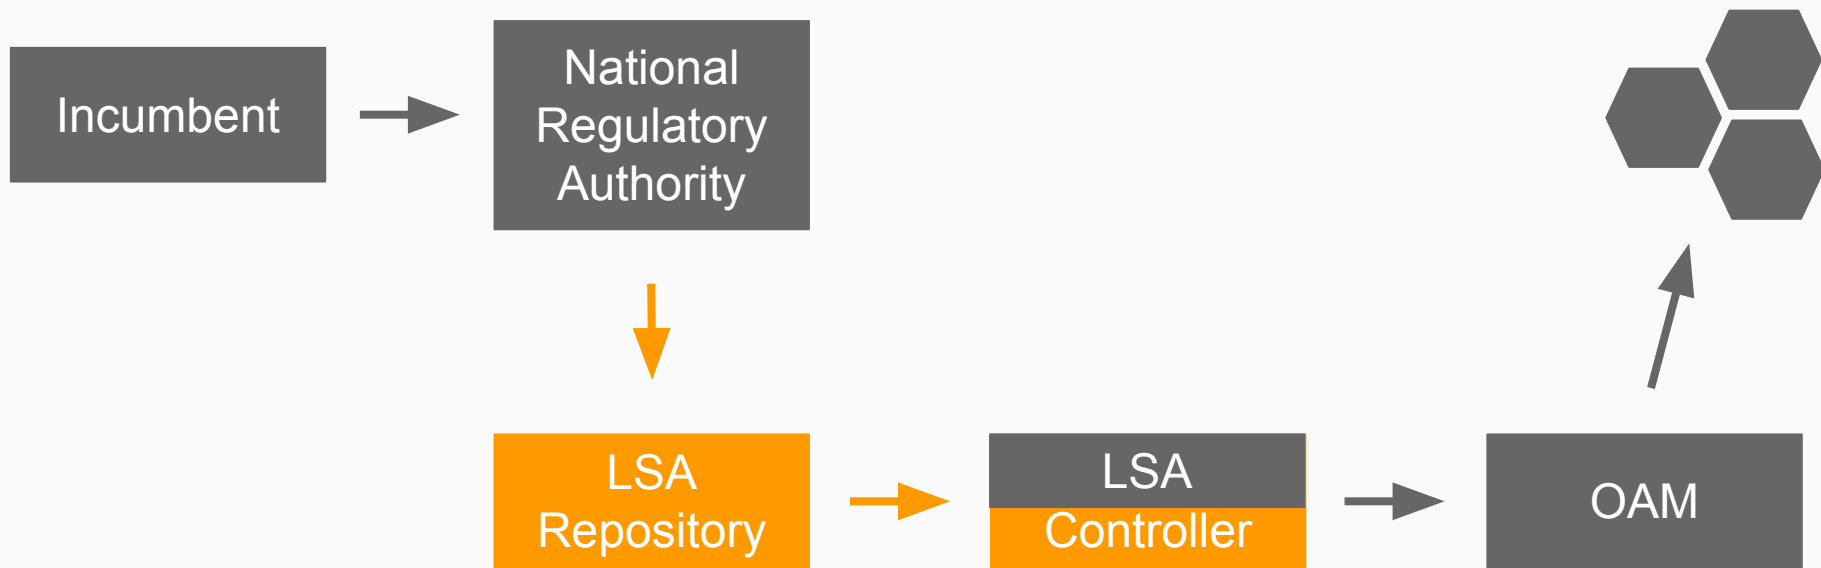 Incumbent
National
Regulatory
Authority
LSA
Repository
LSA
Controller
OAM